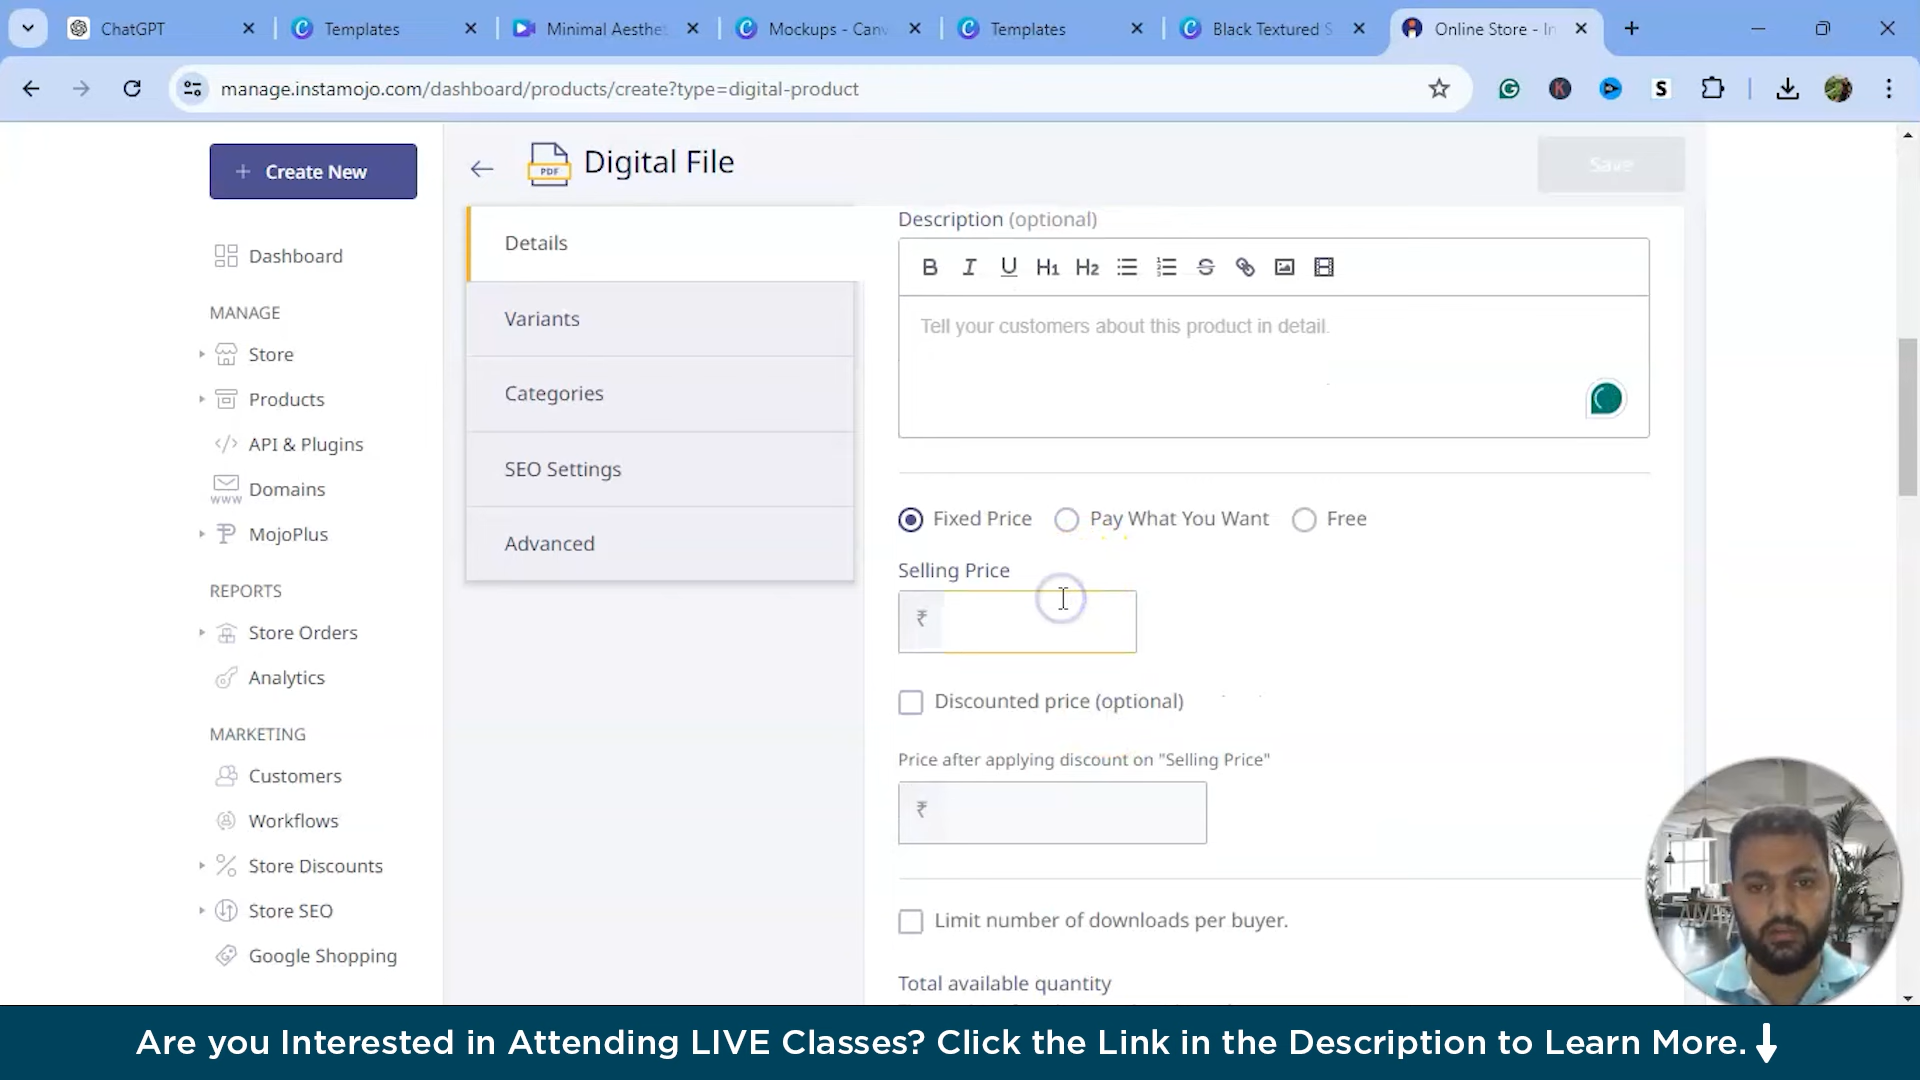 ChatGPT
Templates
Minimal Aesthe
Mockups - Canv
Templates
Black Textured S
Online Store - In
manage.instamojo.com/dashboard/products/create?type=digital-product
S
K
+ Create New
PDF
Digital File
Save
Dashboard
MANAGE
Store
Products
API & Plugins
WWW
Domains
MojoPlus
REPORTS
Store Orders
Analytics
MARKETING
Customers
Workflows
Store Discounts
Store SEO
Google Shopping
Details
Variants
Categories
SEO Settings
Advanced
Description (optional)
B I U H1 H2 S
Tell your customers about this product in detail.
Fixed Price Pay What You Want Free
Selling Price
₹
Discounted price (optional)
Price after applying discount on "Selling Price"
₹
Limit number of downloads per buyer.
Total available quantity
Are you Interested in Attending LIVE Classes? Click the Link in the Description to Learn More.